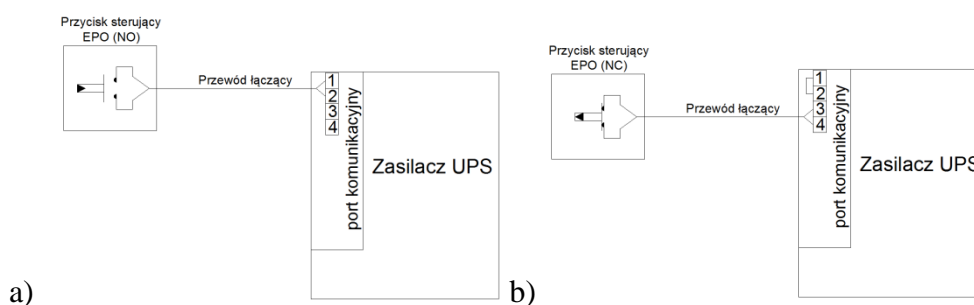 Przycisk sterujący
EPO (NO)
Przewód łączący
1
2
3
4
port komunikacyjny
Zasilacz UPS
a)
Przycisk sterujący
EPO (NC)
Przewód łączący
1
2
3
4
port komunikacyjny
Zasilacz UPS
b)